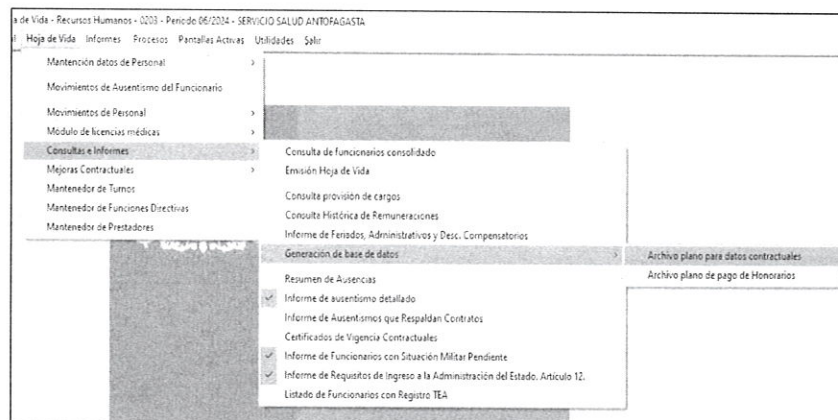 a de Vida - Recursos Humanos - 0203 - Periodo 06/2024 - SERVICIO SALUD ANTOFAGASTA
Hoja de Vida Informes Procesos Pantallas Activas Utilidades Salir
Mantención datos de Personal
Movimientos de Ausentismo del Funcionario
Movimientos de Personal
Módulo de licencias médicas
Consultas e Informes
Mejoras Contractuales
Mantenedor de Turnos
Mantenedor de Funciones Directivas
Mantenedor de Prestadores
Consulta de funcionarios consolidado
Emisión Hoja de Vida
Consulta provisión de cargos
Consulta Histórica de Remuneraciones
Informe de Feriados, Administrativos y Desc. Compensatorios
Generación de base de datos
Resumen de Ausencias
Informe de ausentismo detallado
Informe de Ausentismos que Respaldan Contratos
Certificados de Vigencia Contractuales
Informe de Funcionarios con Situación Militar Pendiente
Informe de Requisitos de Ingreso a la Administración del Estado. Artículo 12.
Listado de Funcionarios con Registro TEA
Archivo plano para datos contractuales
Archivo plano de pago de Honorarios